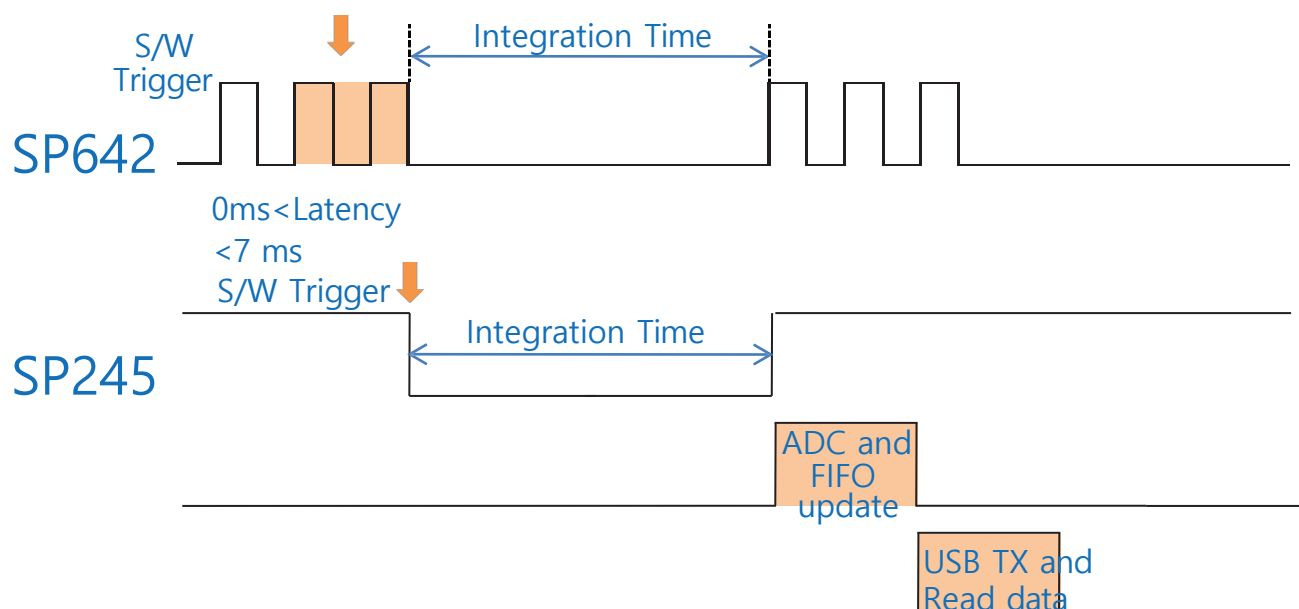 S/W
Trigger
Integration Time
SP642
0ms<Latency
<7 ms
S/W Trigger
Integration Time
SP245
ADC and
FIFO
update
USB TX and
Read data